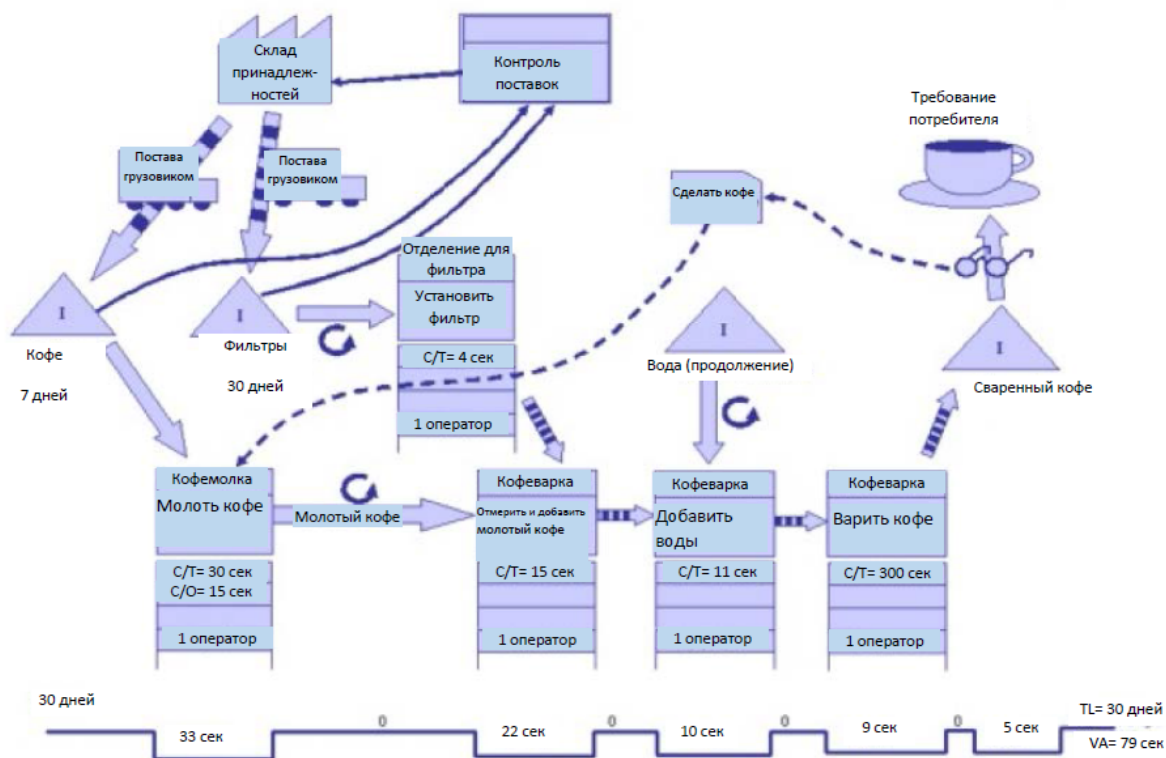 Склад
принадлеж-
ностей
Контроль
поставок
Требование
потребителя
Постава
грузовиком
Постава
грузовиком
Сделать кофе
Отделение для
фильтра
Установить
фильтр
C/T= 4 сек
1 оператор
I
Кофе
7 дней
I
Фильтры
30 дней
I
Вода (продолжение)
I
Сваренный кофе
Кофемолка
Молоть кофе
C/T= 30 сек
C/O= 15 сек
1 оператор
Молотый кофе
Кофеварка
Отмерить и добавить
молотый кофе
C/T= 15 сек
1 оператор
Кофеварка
Добавить
воды
C/T= 11 сек
1 оператор
Кофеварка
Варить кофе
C/T= 300 сек
1 оператор
30 дней
33 сек
0
22 сек
0
10 сек
0
9 сек
0
5 сек
TL= 30 дней
VA= 79 сек